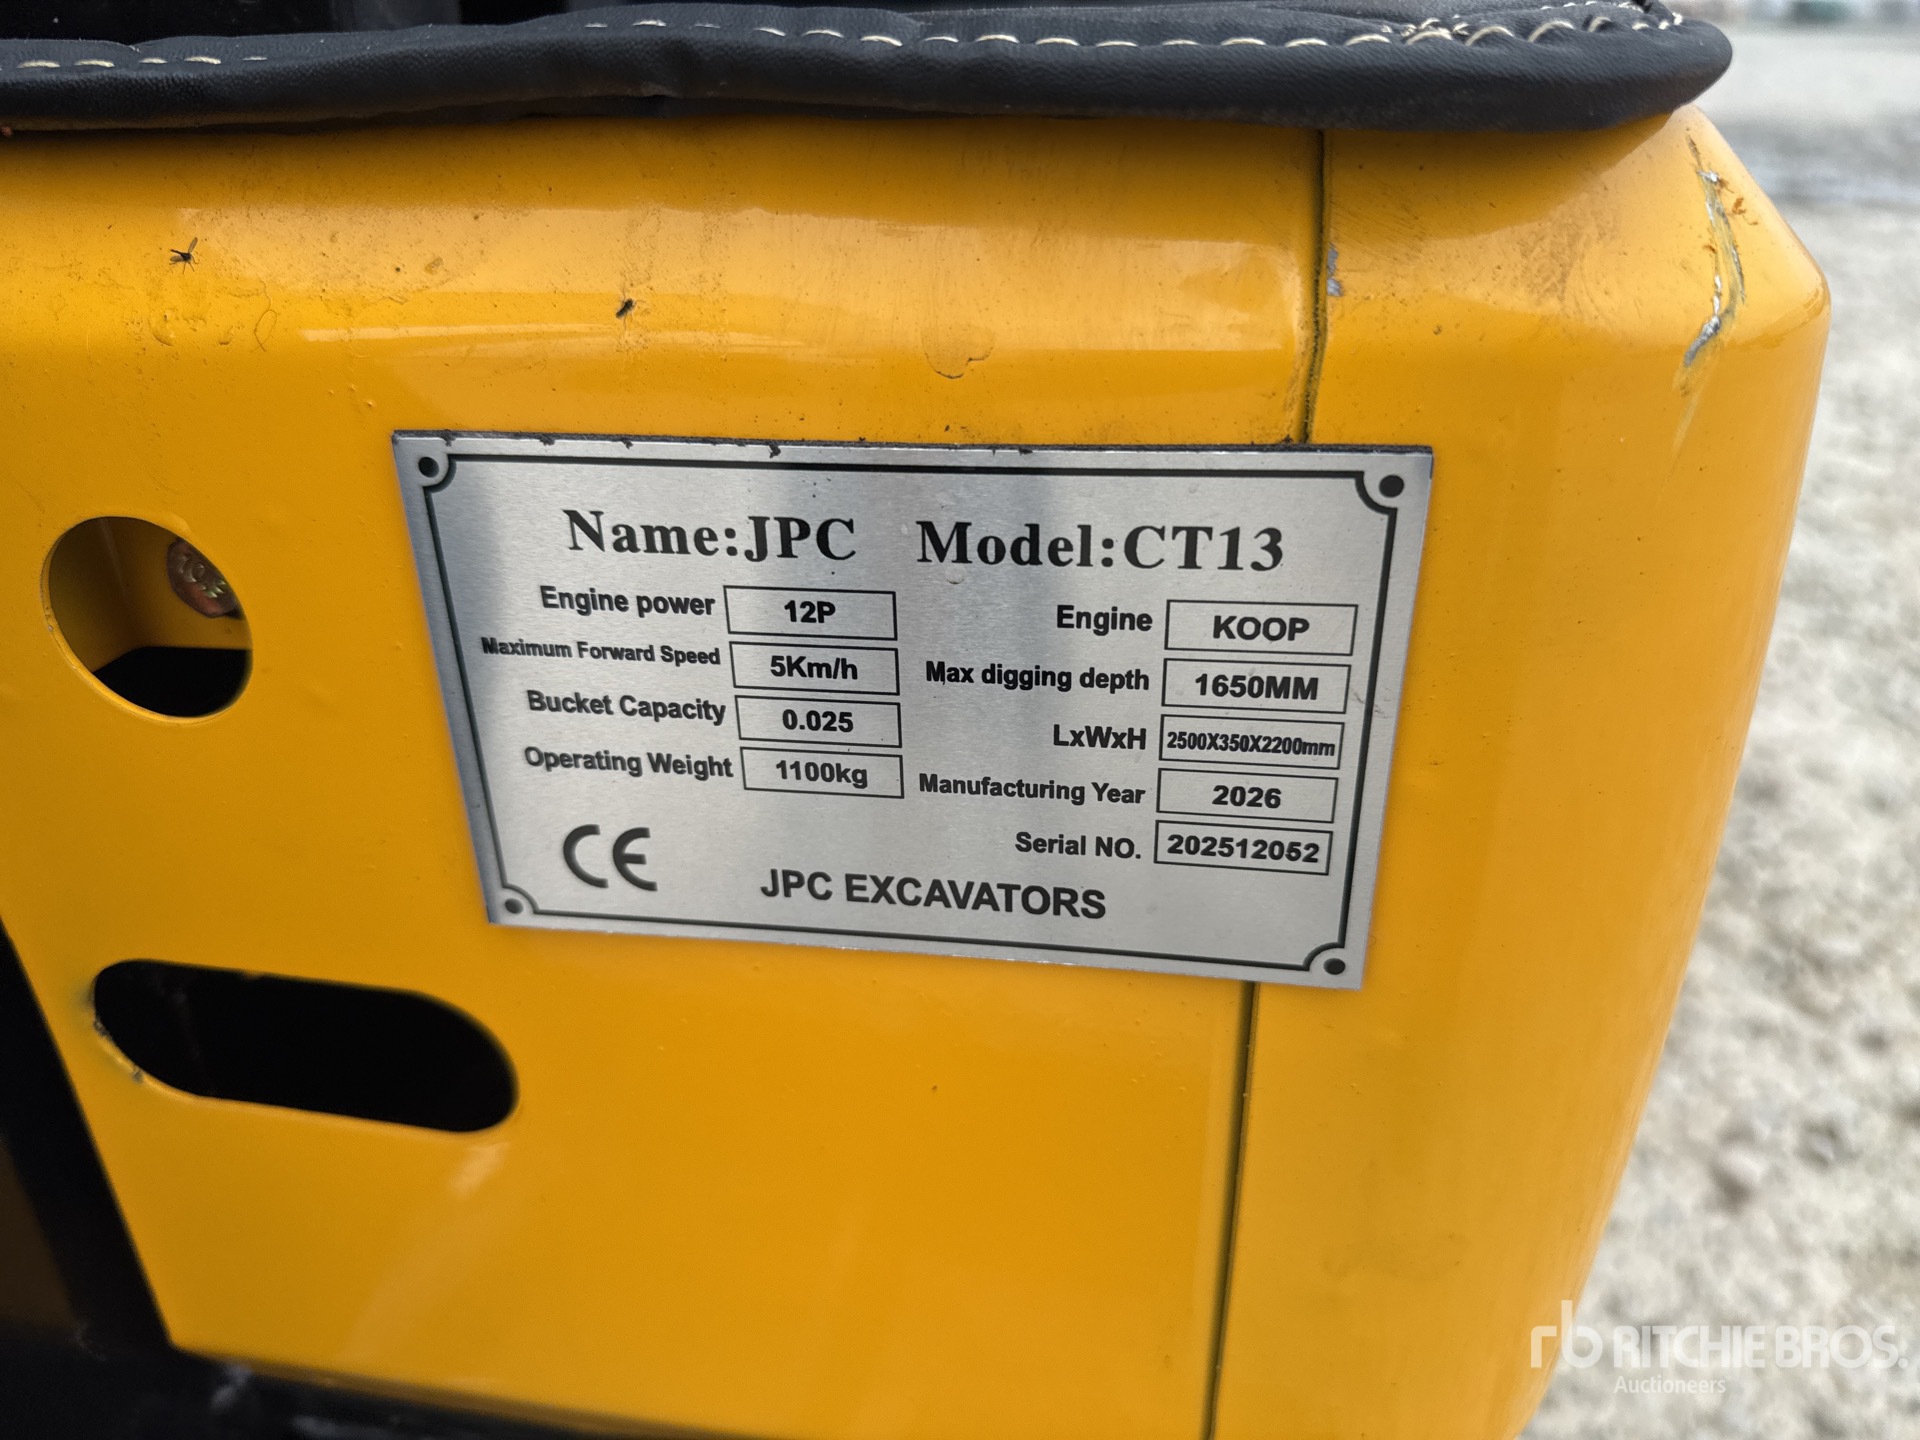 Name:JPC Model:CT13
Engine power 12P
Maximum Forward Speed 5Km/h
Bucket Capacity 0.025
Operating Weight 1100kg
Engine KOOP
Max digging depth 1650MM
LxWxH 2500X350X2200mm
Manufacturing Year 2026
Serial NO. 202512052
CE
JPC EXCAVATORS
rb RITCHIE BROS.
Auctioneers